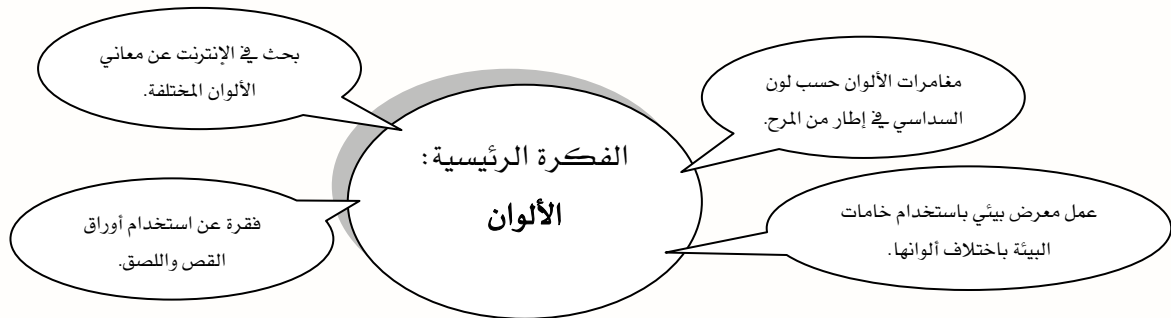 بحث في الإنترنت عن معاني
الألوان المختلفة.
مغامرات الألوان حسب لون
السداسي في إطار من المرح.
الفكرة الرئيسية:
الألوان
فقرة عن استخدام أوراق
القص واللصق.
عمل معرض بيئي باستخدام خامات
البيئة باختلاف ألوانها.